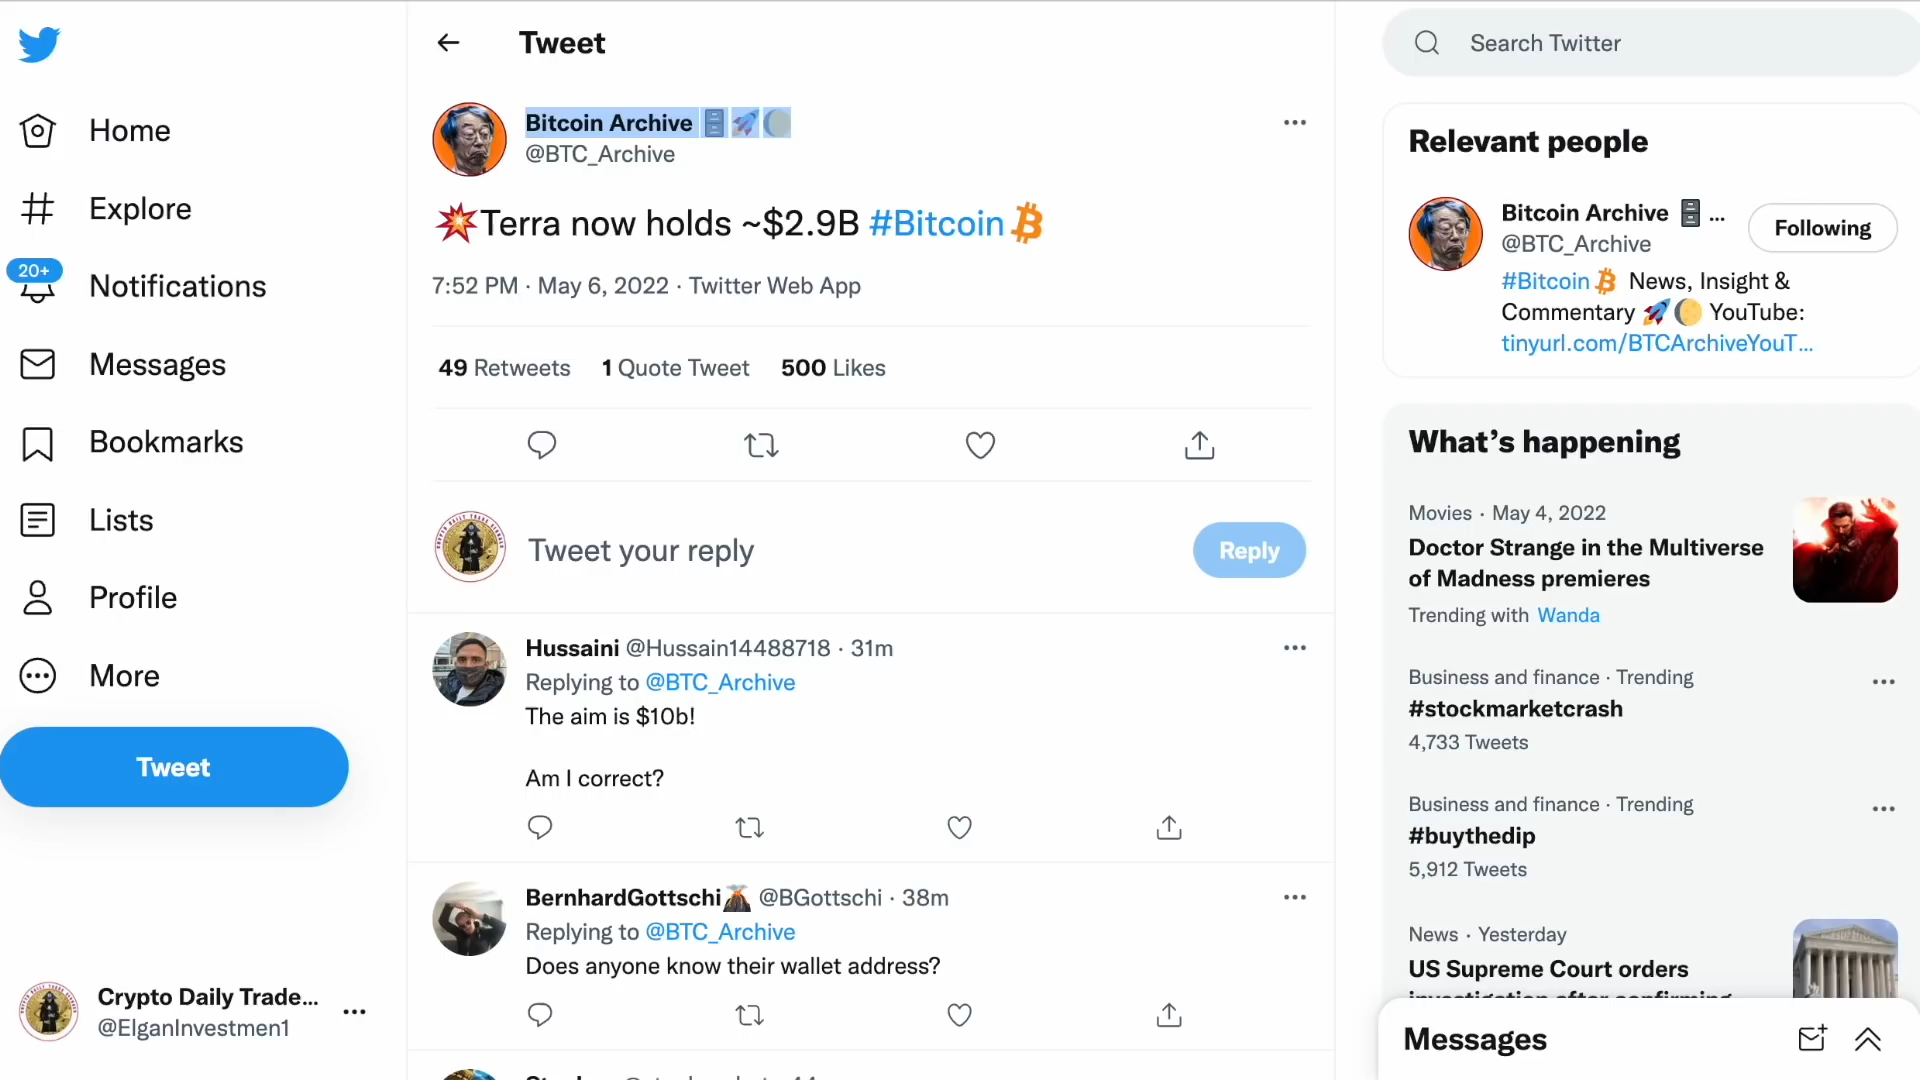 Home
Explore
20+
Notifications
Messages
Bookmarks
Lists
Profile
More
Tweet
Crypto Daily Trade...
@ElganInvestmen1
Tweet
Bitcoin Archive 🗄️🚀🌔
@BTC_Archive
💥Terra now holds ~$2.9B #Bitcoin
7:52 PM · May 6, 2022 · Twitter Web App
49 Retweets 1 Quote Tweet 500 Likes
Tweet your reply
Reply
Hussaini @Hussain14488718 · 31m
Replying to @BTC_Archive
The aim is $10b!
Am I correct?
BernhardGottschi🌋 @BGottschi · 38m
Replying to @BTC_Archive
Does anyone know their wallet address?
Search Twitter
Relevant people
Bitcoin Archive 🗄️ ...
@BTC_Archive
Following
#Bitcoin News, Insight &
Commentary 🚀🌔 YouTube:
tinyurl.com/BTCArchiveYouT...
What's happening
Movies · May 4, 2022
Doctor Strange in the Multiverse
of Madness premieres
Trending with Wanda
Business and finance · Trending
#stockmarketcrash
4,733 Tweets
Business and finance · Trending
#buythedip
5,912 Tweets
News · Yesterday
US Supreme Court orders
investigation after confirming
Messages